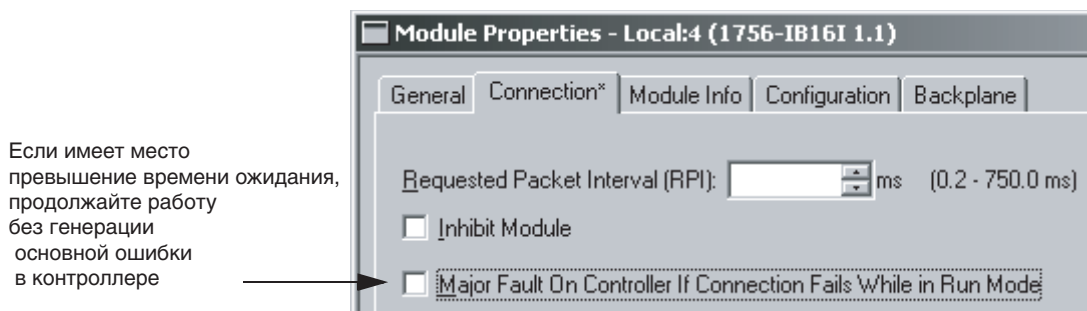 Module Properties - Local:4 (1756-IB16I 1.1)
General Connection* Module Info Configuration Backplane
Requested Packet Interval (RPI): ms (0.2 - 750.0 ms)
Inhibit Module
Major Fault On Controller If Connection Fails While in Run Mode
Если имеет место
превышение времени ожидания,
продолжайте работу
без генерации
основной ошибки
в контроллере